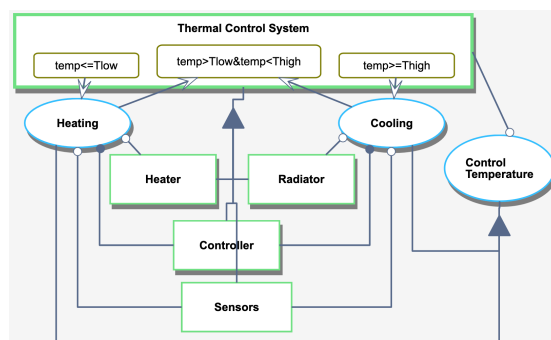 Thermal Control System
temp<=Tlow
temp>Tlow&temp<Thigh
temp>=Thigh
Heating
Cooling
Control
Temperature
Heater
Radiator
Controller
Sensors